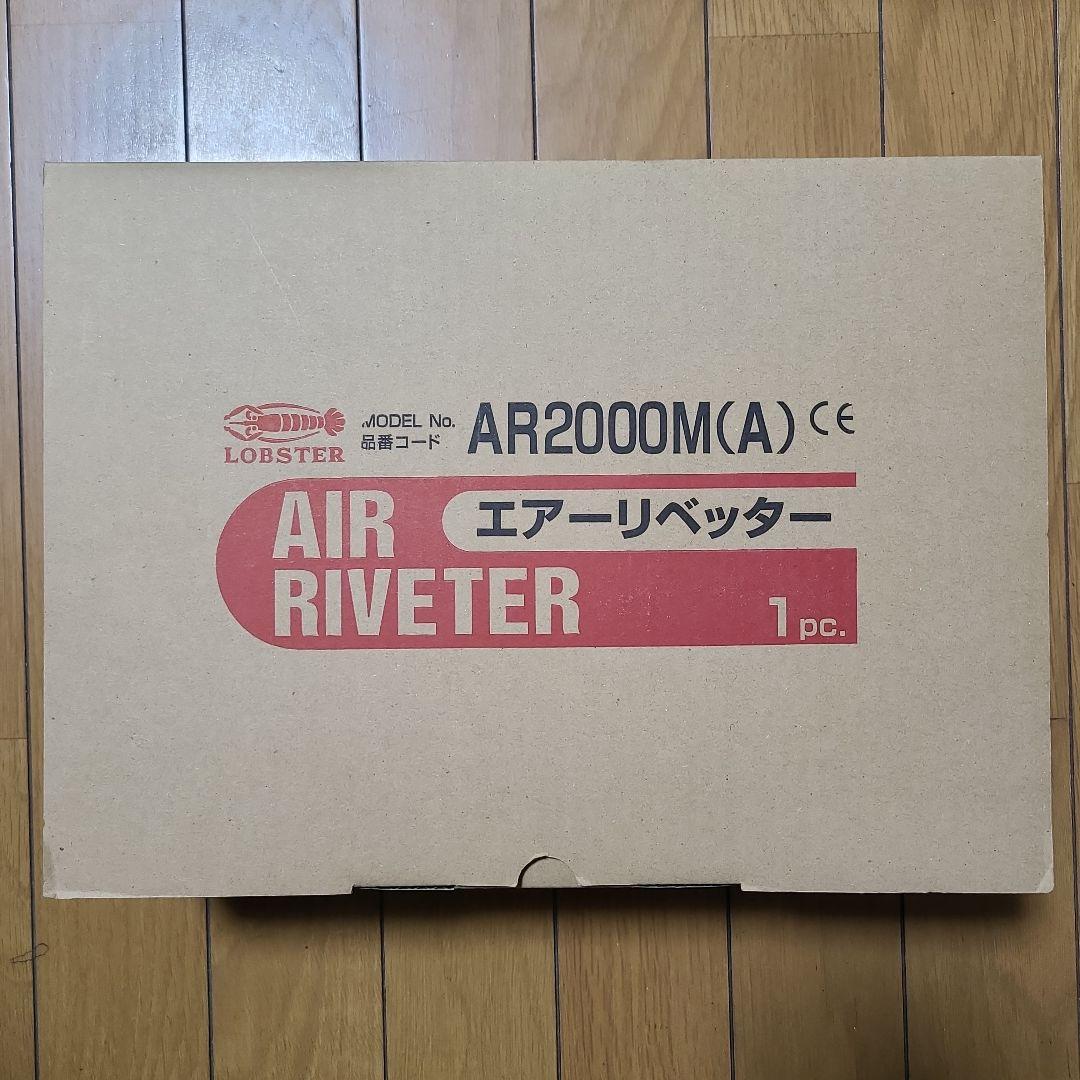 LOBSTER
MODEL No.
品番コード
AR2000M(A) CE
AIR
RIVETER
エアーリベッター
1 pc.